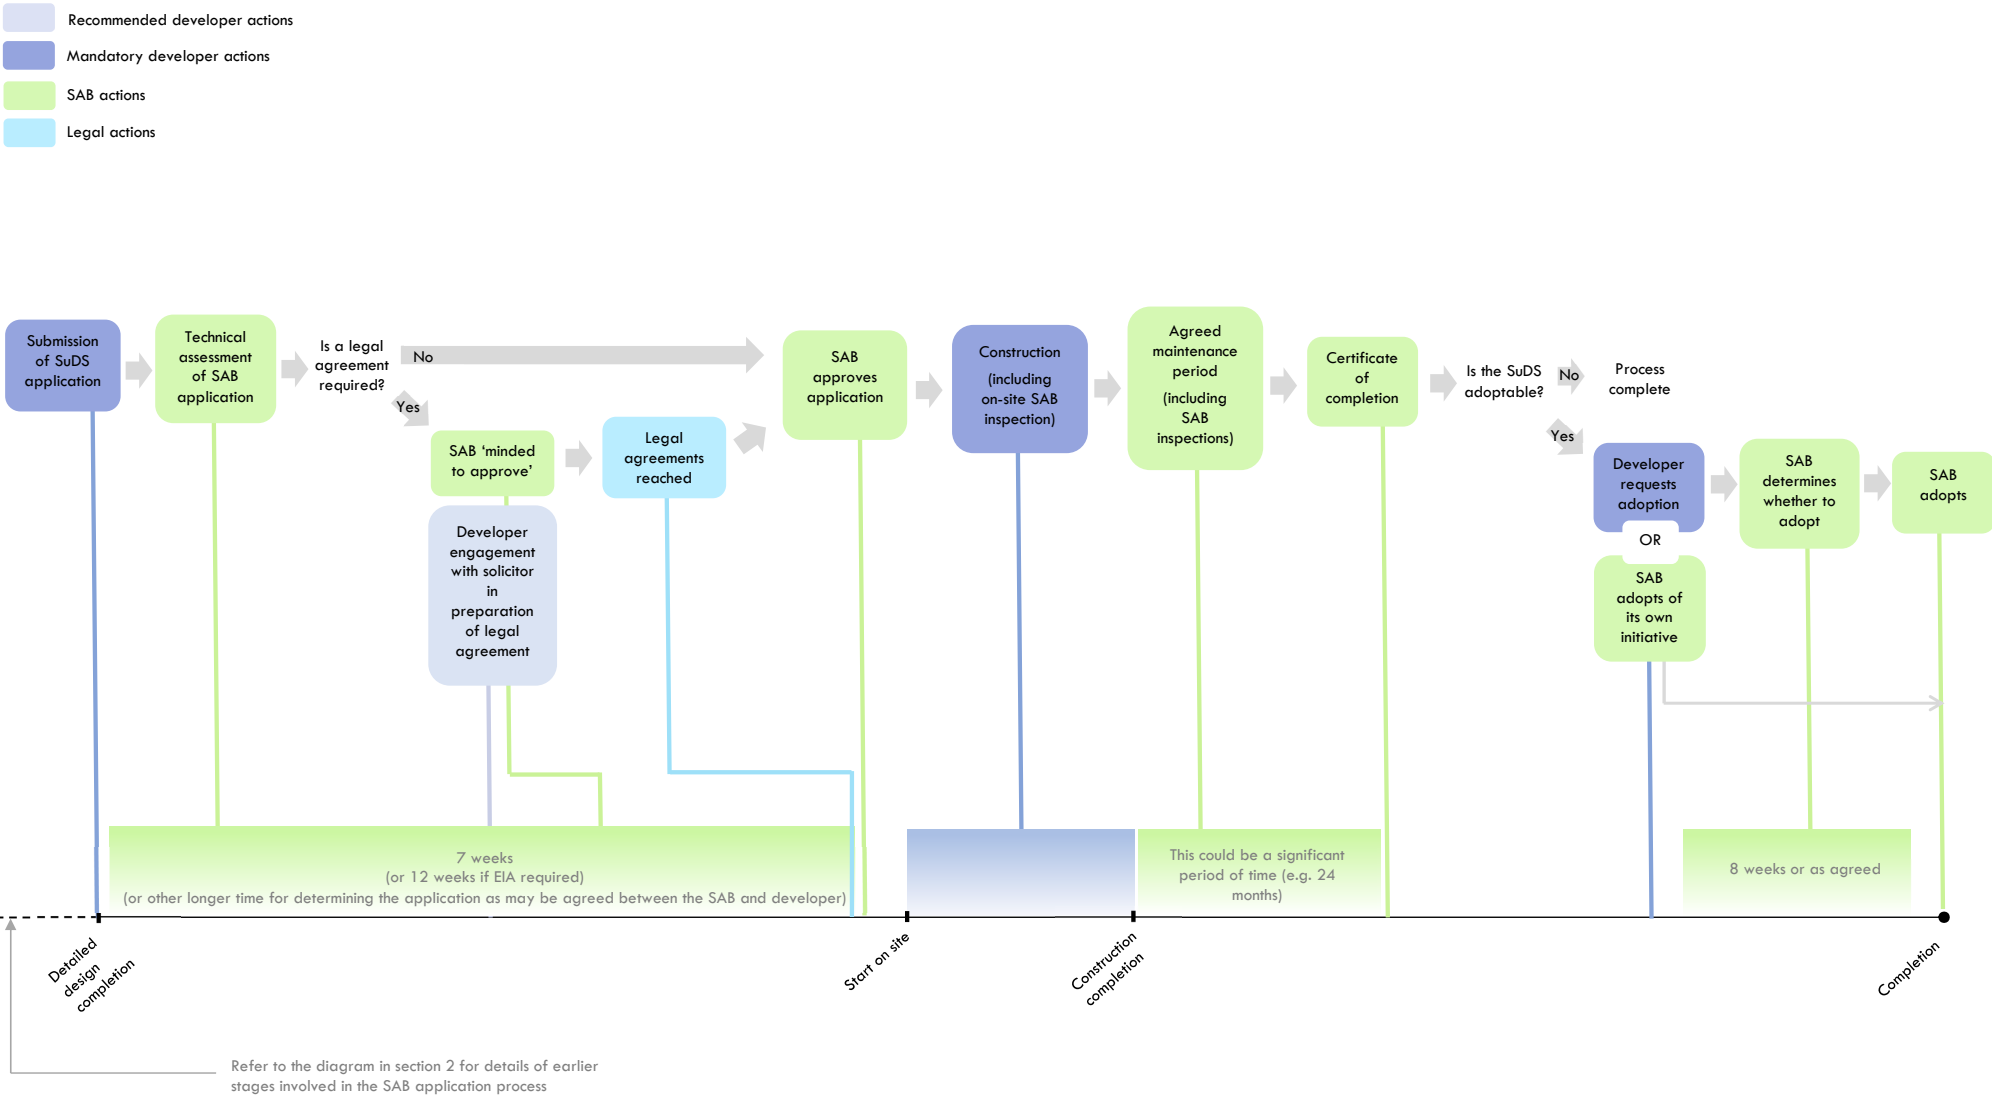 Recommended developer actions
Mandatory developer actions
SAB actions
Legal actions
Submission
of SuDS
application
Technical
assessment
of SAB
application
Is a legal
agreement
required?
No
Yes
SAB ‘minded
to approve’
Developer
engagement
with solicitor
in
preparation
of legal
agreement
Legal
agreements
reached
SAB
approves
application
Construction
(including
on-site SAB
inspection)
Agreed
maintenance
period
(including
SAB
inspections)
Certificate
of
completion
Is the SuDS
adoptable?
No
Process
complete
Yes
Developer
requests
adoption
OR
SAB
adopts of
its own
initiative
SAB
determines
whether to
adopt
SAB
adopts
7 weeks
(or 12 weeks if EIA required)
(or other longer time for determining the application as may be agreed between the SAB and developer)
This could be a significant
period of time (e.g. 24
months)
8 weeks or as agreed
Detailed
design
completion
Start on site
Construction
completion
Completion
Refer to the diagram in section 2 for details of earlier
stages involved in the SAB application process